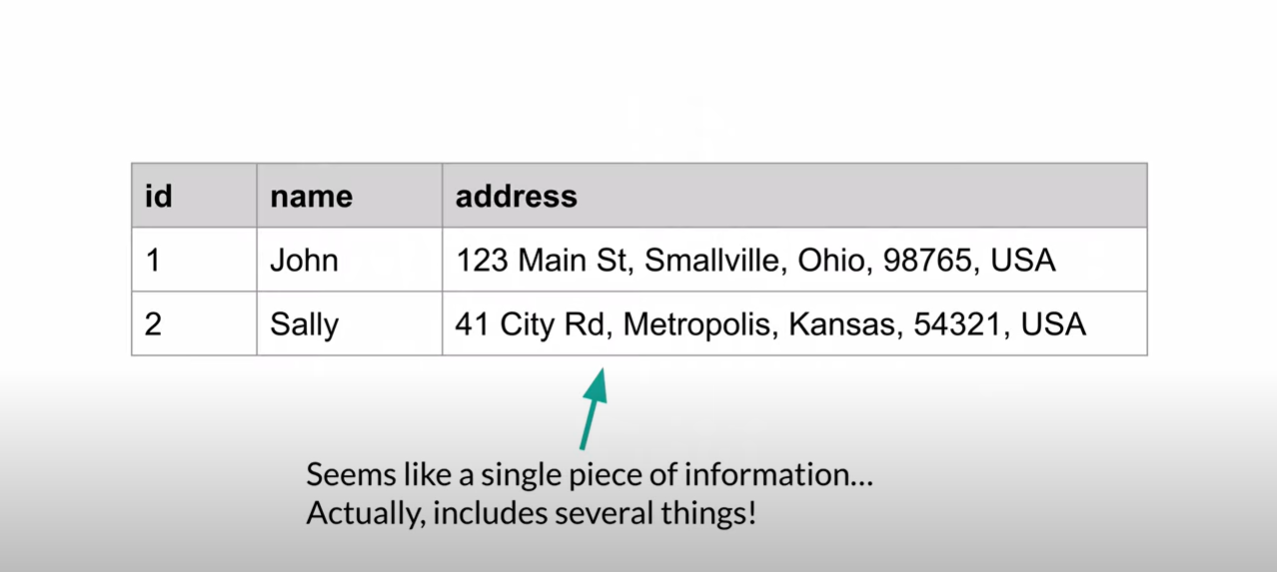 id name address
1 John 123 Main St, Smallville, Ohio, 98765, USA
2 Sally 41 City Rd, Metropolis, Kansas, 54321, USA
Seems like a single piece of information...
Actually, includes several things!